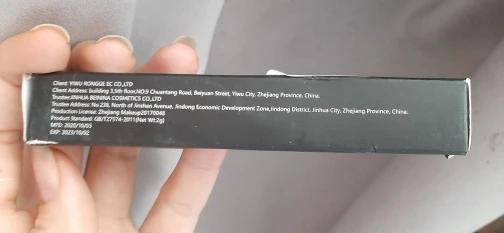 Client: YIWU RONGGE EC CO.,LTD
Client Address: building 3,5th floor,NO.9 Chuantang Road, Beiyuan Street, Yiwu City, Zhejiang Province, China.
Trustee:JINHUA BEININA COSMETICS CO.,LTD
Trustee Address: No.238, North of Jinshan Avenue, Jindong Economic Development Zone,Jindong District, Jinhua City, Zhejiang Province, China.
Production License: Zhejiang Makeup20170048
Product Standard: GB/T27574-2011(Net Wt:2g)
MFD: 2020/10/03
EXP: 2023/10/02